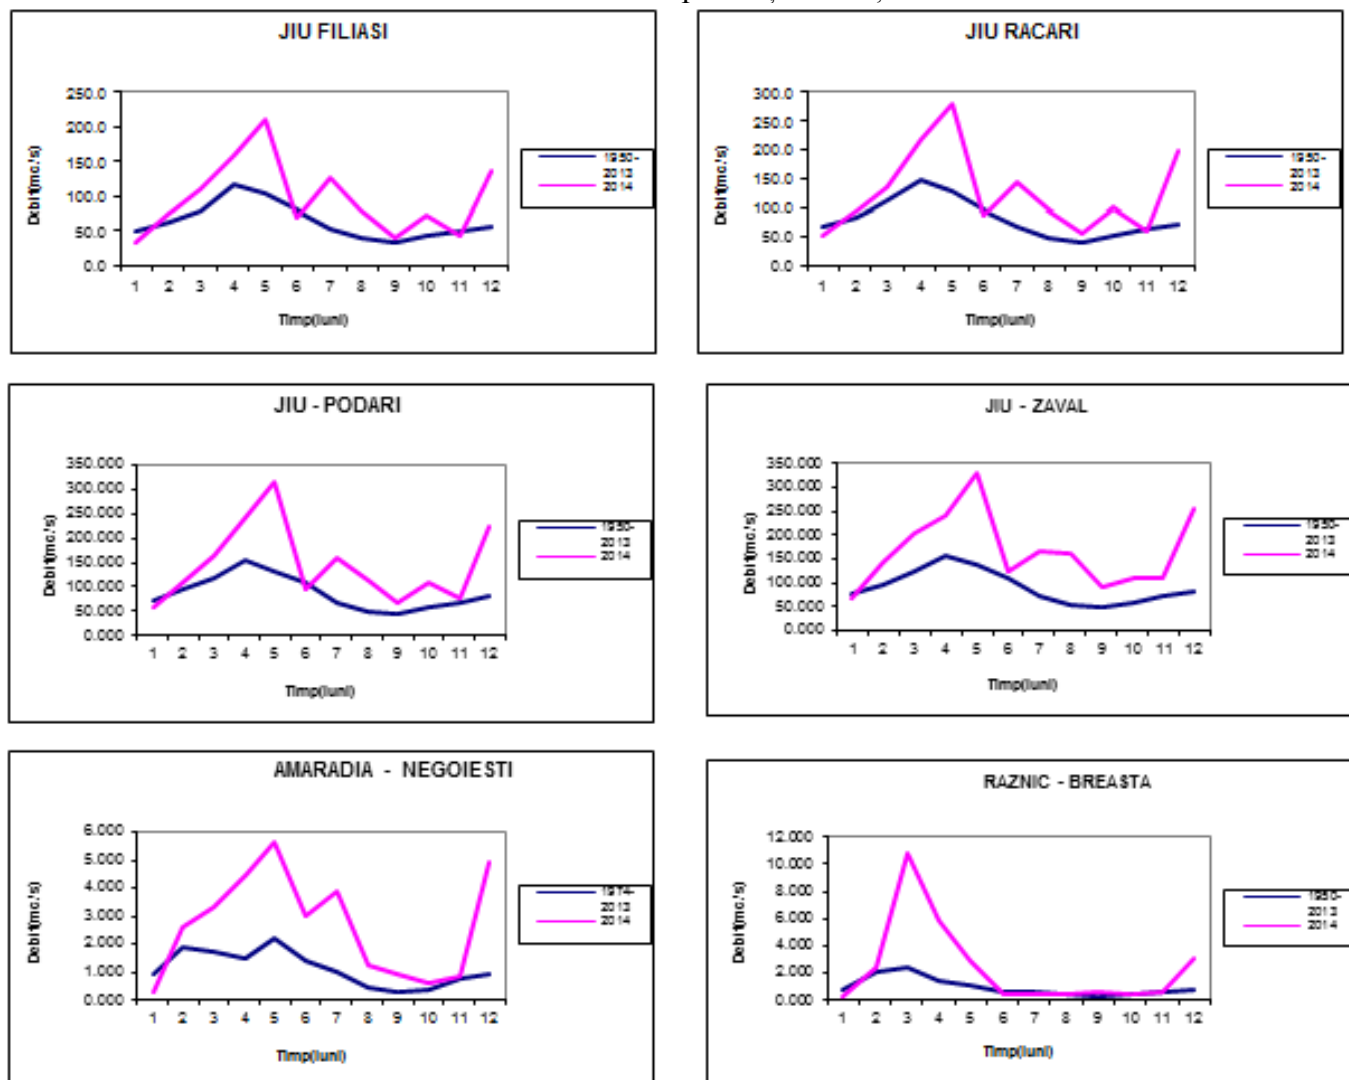 JIU FILIASI
250.0
200.0
150.0
100.0
50.0
0.0
Debit(mc/s)
1 2 3 4 5 6 7 8 9 10 11 12
Timp(luni)
1950-
2013
2014
JIU RACARI
300.0
250.0
200.0
150.0
100.0
50.0
0.0
Debit(mc/s)
1 2 3 4 5 6 7 8 9 10 11 12
Timp(luni)
1950-
2013
2014
JIU - PODARI
350.000
300.000
250.000
200.000
150.000
100.000
50.000
0.000
Debit(mc/s)
1 2 3 4 5 6 7 8 9 10 11 12
Timp(luni)
1950-
2013
2014
JIU - ZAVAL
350.000
300.000
250.000
200.000
150.000
100.000
50.000
0.000
Debit(mc/s)
1 2 3 4 5 6 7 8 9 10 11 12
Timp(luni)
1950-
2013
2014
AMARADIA - NEGOIESTI
6.000
5.000
4.000
3.000
2.000
1.000
0.000
Debit(mc/s)
1 2 3 4 5 6 7 8 9 10 11 12
Timp(luni)
1974-
2013
2014
RAZNIC - BREASTA
12.000
10.000
8.000
6.000
4.000
2.000
0.000
Debit(mc/s)
1 2 3 4 5 6 7 8 9 10 11 12
Timp(luni)
1950-
2013
2014